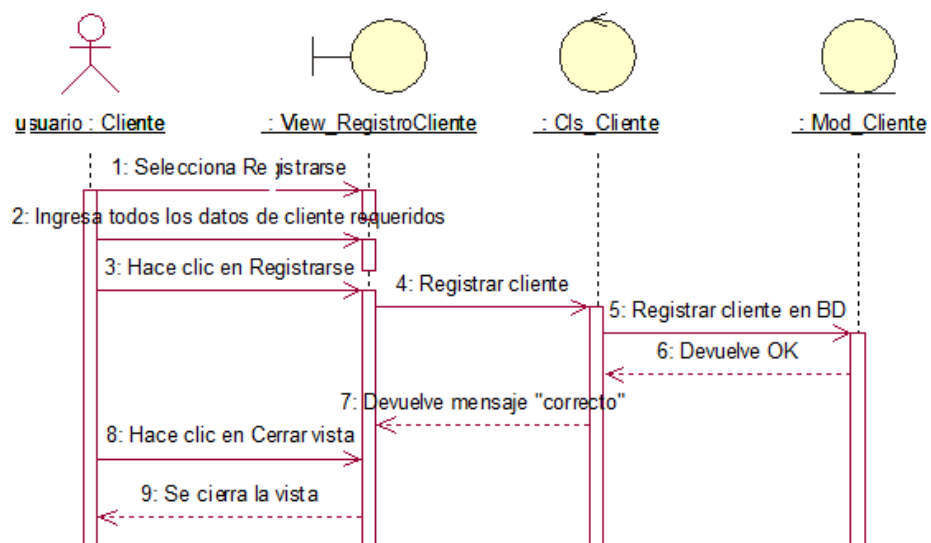 usuario : Cliente
: View_RegistroCliente
: Cls_Cliente
: Mod_Cliente
1: Selecciona Registrarse
2: Ingresa todos los datos de cliente requeridos
3: Hace clic en Registrarse
4: Registrar cliente
5: Registrar cliente en BD
6: Devuelve OK
7: Devuelve mensaje "correcto"
8: Hace clic en Cerrar vista
9: Se cierra la vista